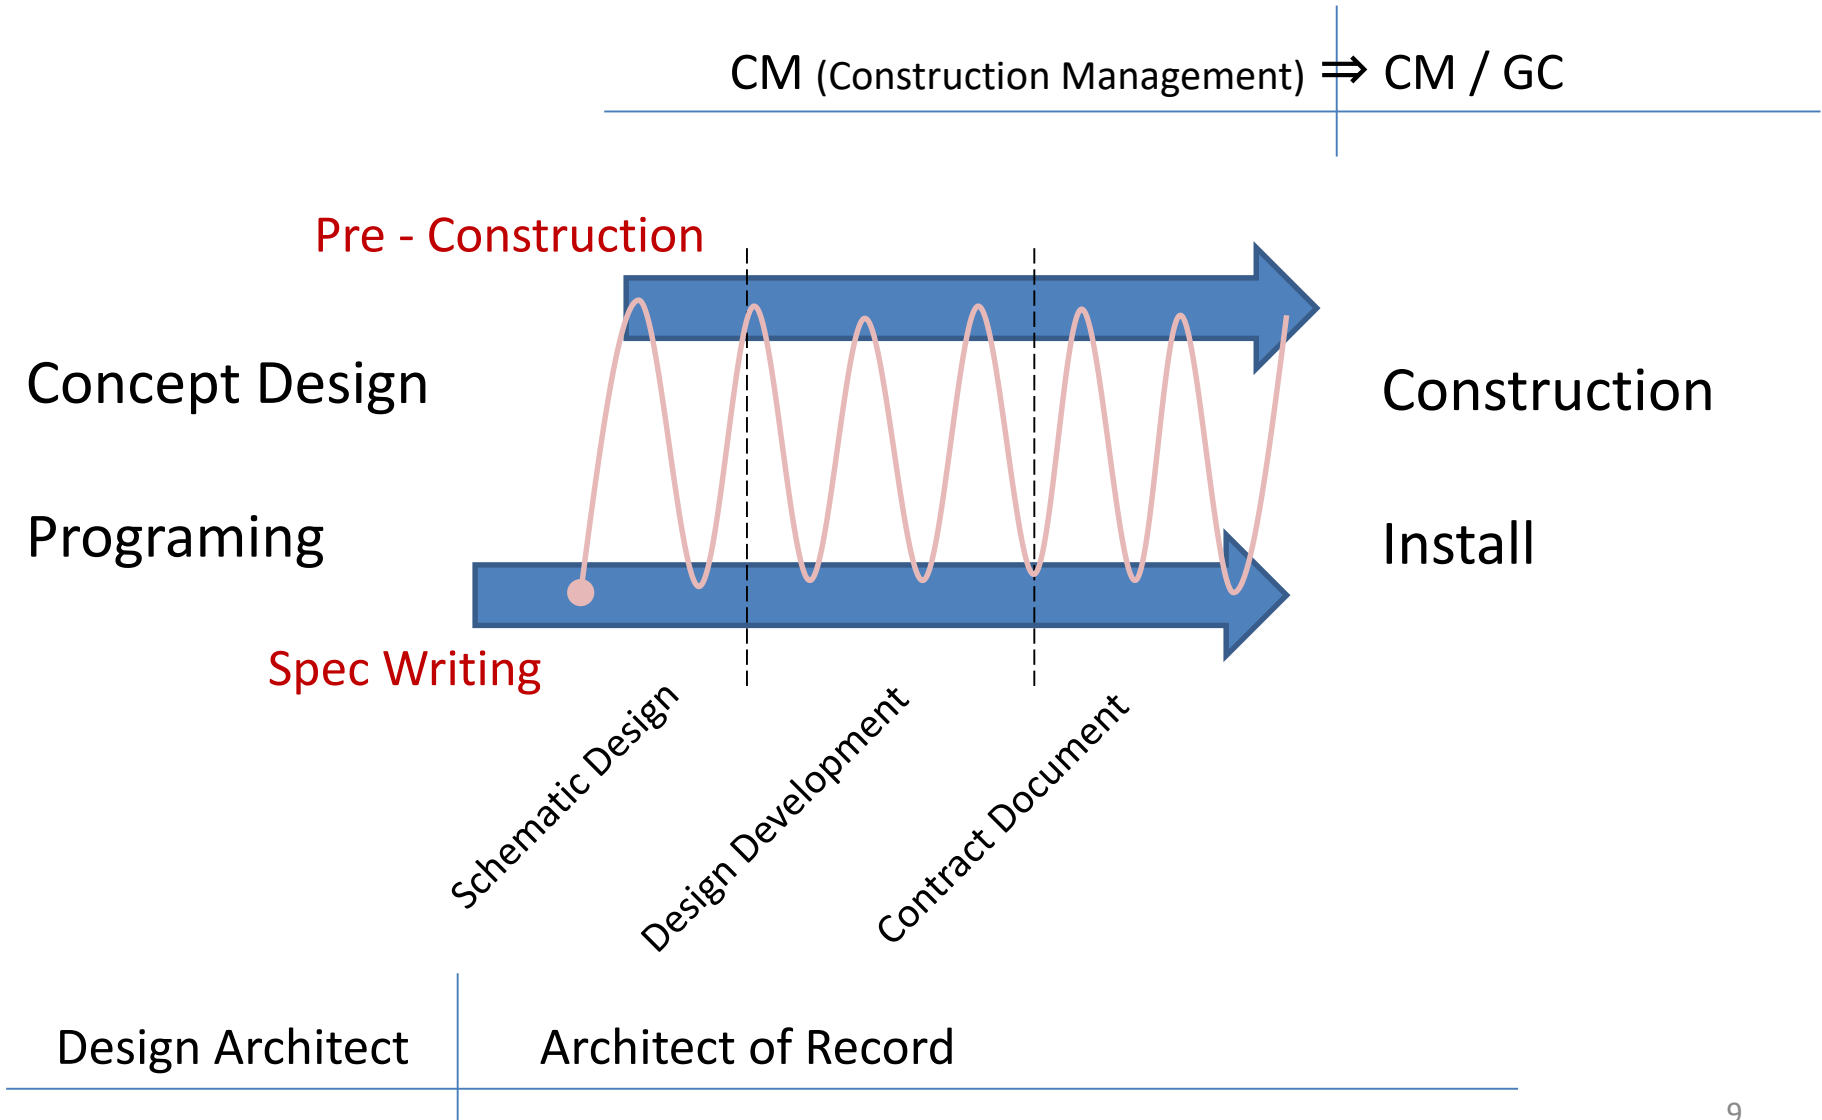 CM (Construction Management) ⇒ CM / GC
Pre - Construction
Concept Design
Construction
Programing
Install
Spec Writing
Schematic Design
Design Development
Contract Document
Design Architect
Architect of Record
9